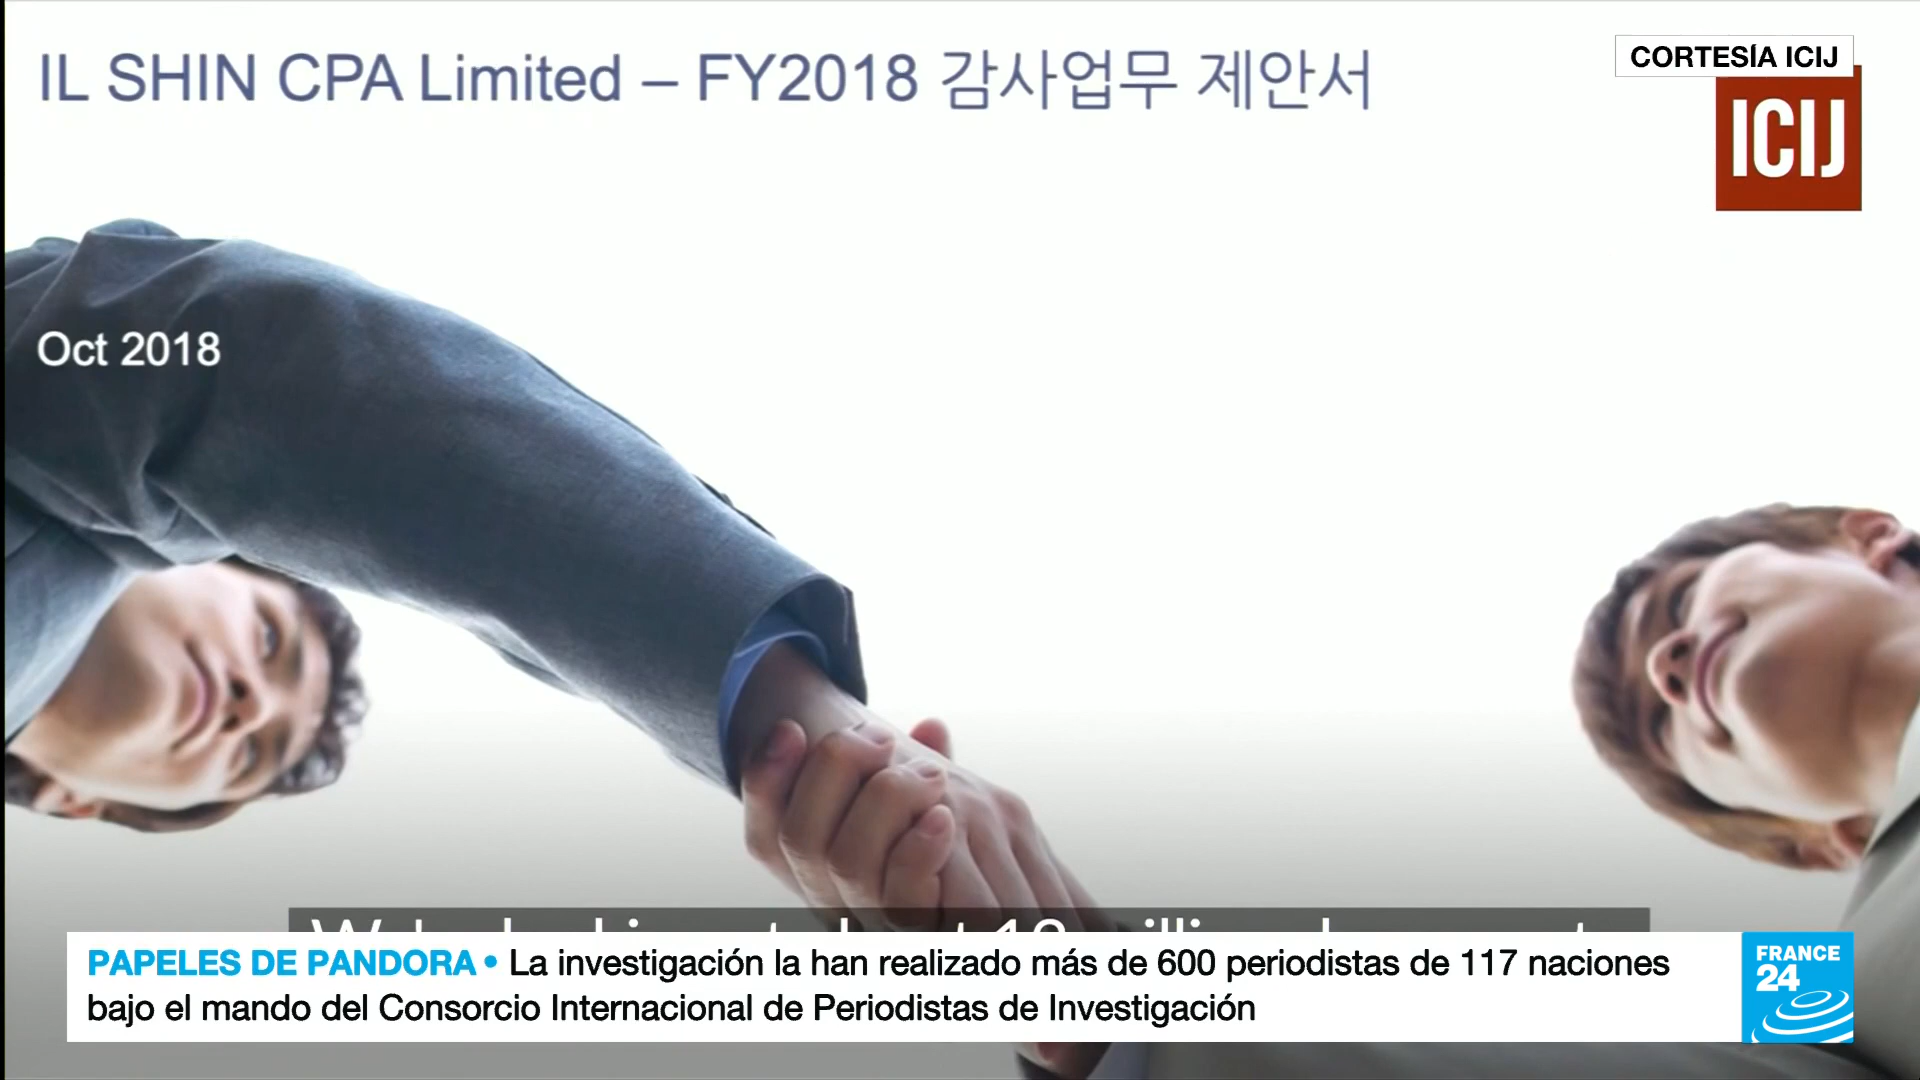 IL SHIN CPA Limited – FY2018 감사업무 제안서
CORTESÍA ICIJ
ICIJ
Oct 2018
PAPELES DE PANDORA • La investigación la han realizado más de 600 periodistas de 117 naciones
bajo el mando del Consorcio Internacional de Periodistas de Investigación
FRANCE
24